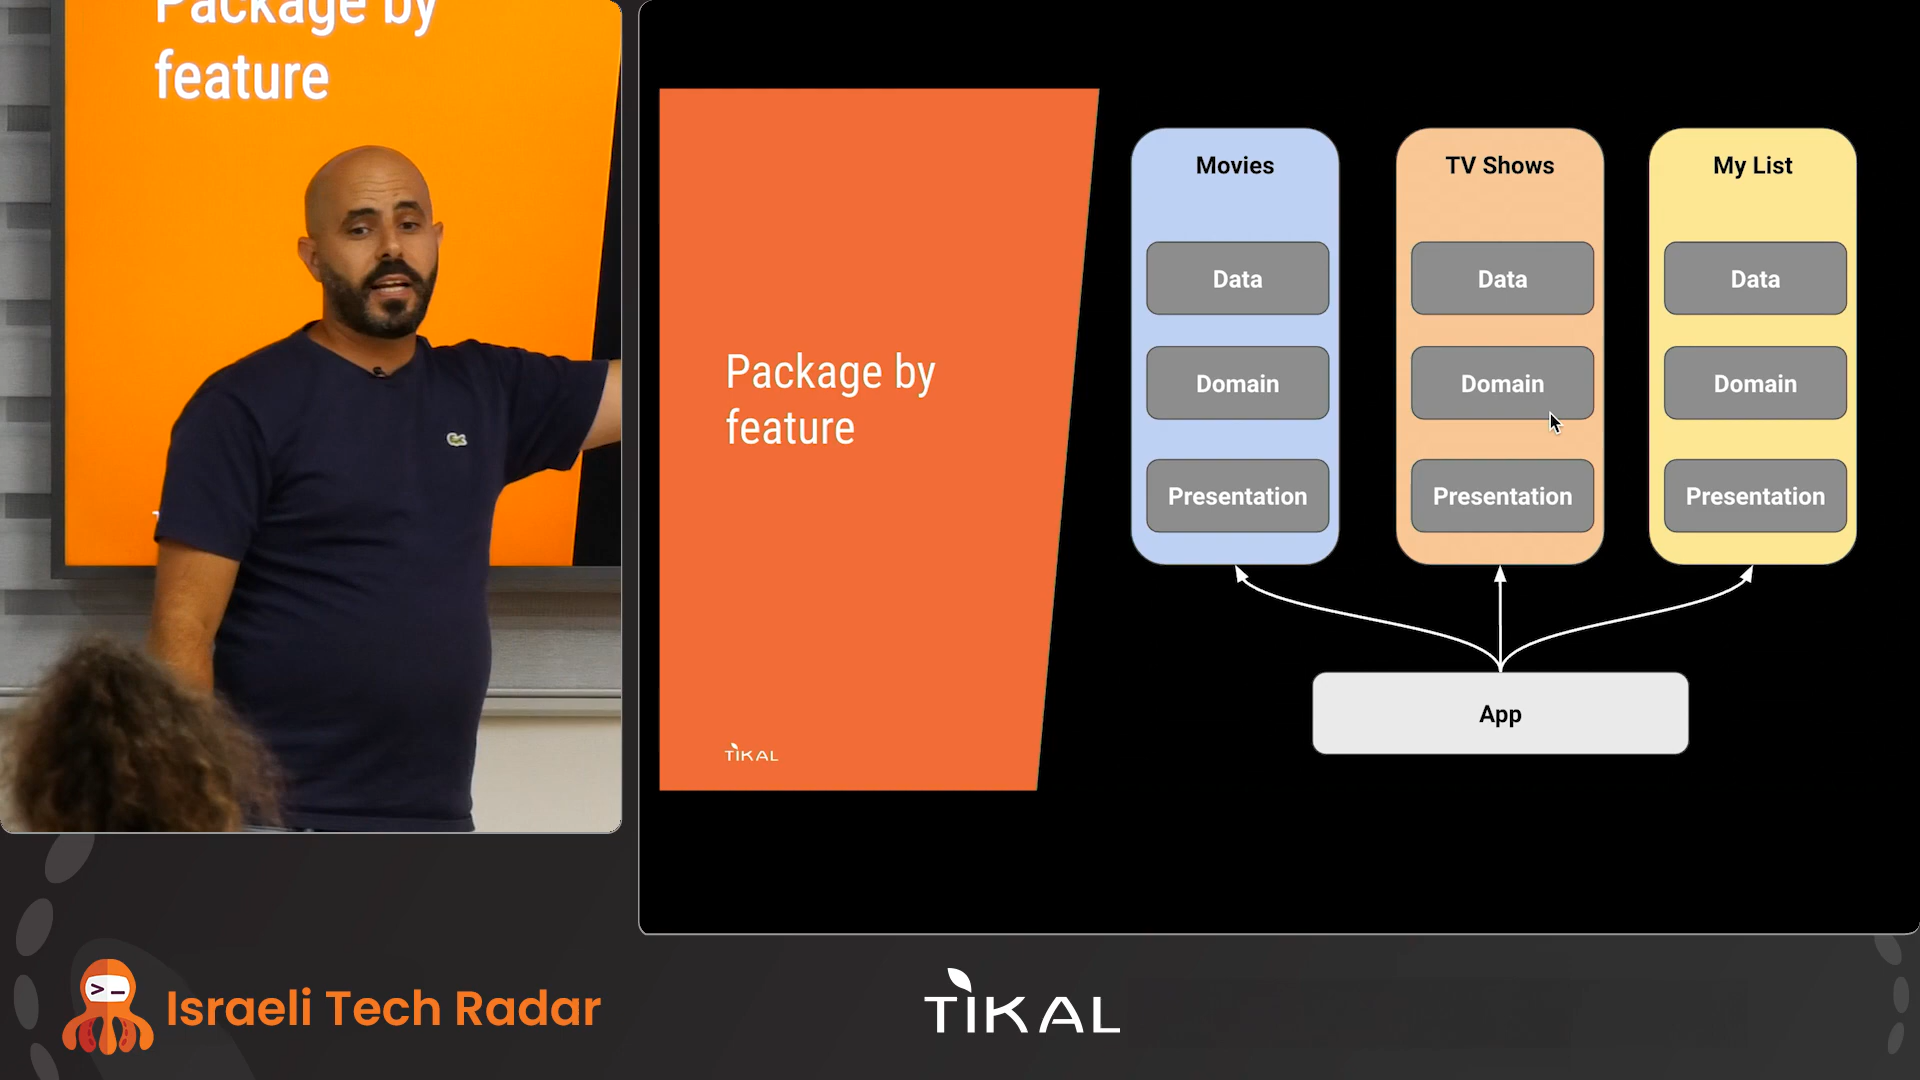 Package by
feature
Package by
feature
TIKAL
Movies
Data
Domain
Presentation
TV Shows
Data
Domain
Presentation
My List
Data
Domain
Presentation
App
>_
Israeli Tech Radar
TIKAL